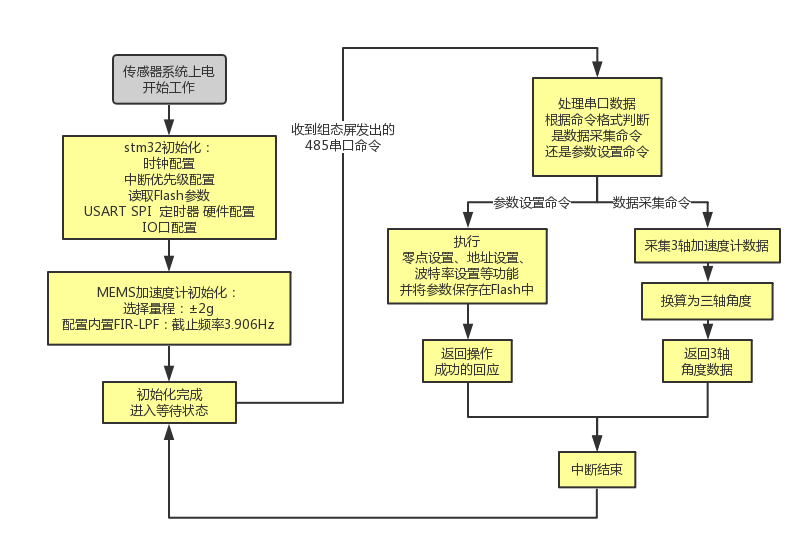 传感器系统上电
开始工作
stm32初始化：
时钟配置
中断优先级配置
读取Flash参数
USART SPI 定时器 硬件配置
IO口配置
MEMS加速度计初始化：
选择量程：±2g
配置内置FIR-LPF：截止频率3.906Hz
初始化完成
进入等待状态
收到组态屏发出的
485串口命令
处理串口数据
根据命令格式判断
是数据采集命令
还是参数设置命令
参数设置命令
数据采集命令
执行
零点设置、地址设置、
波特率设置等功能
并将参数保存在Flash中
返回操作
成功的回应
采集3轴加速度计数据
换算为三轴角度
返回3轴
角度数据
中断结束